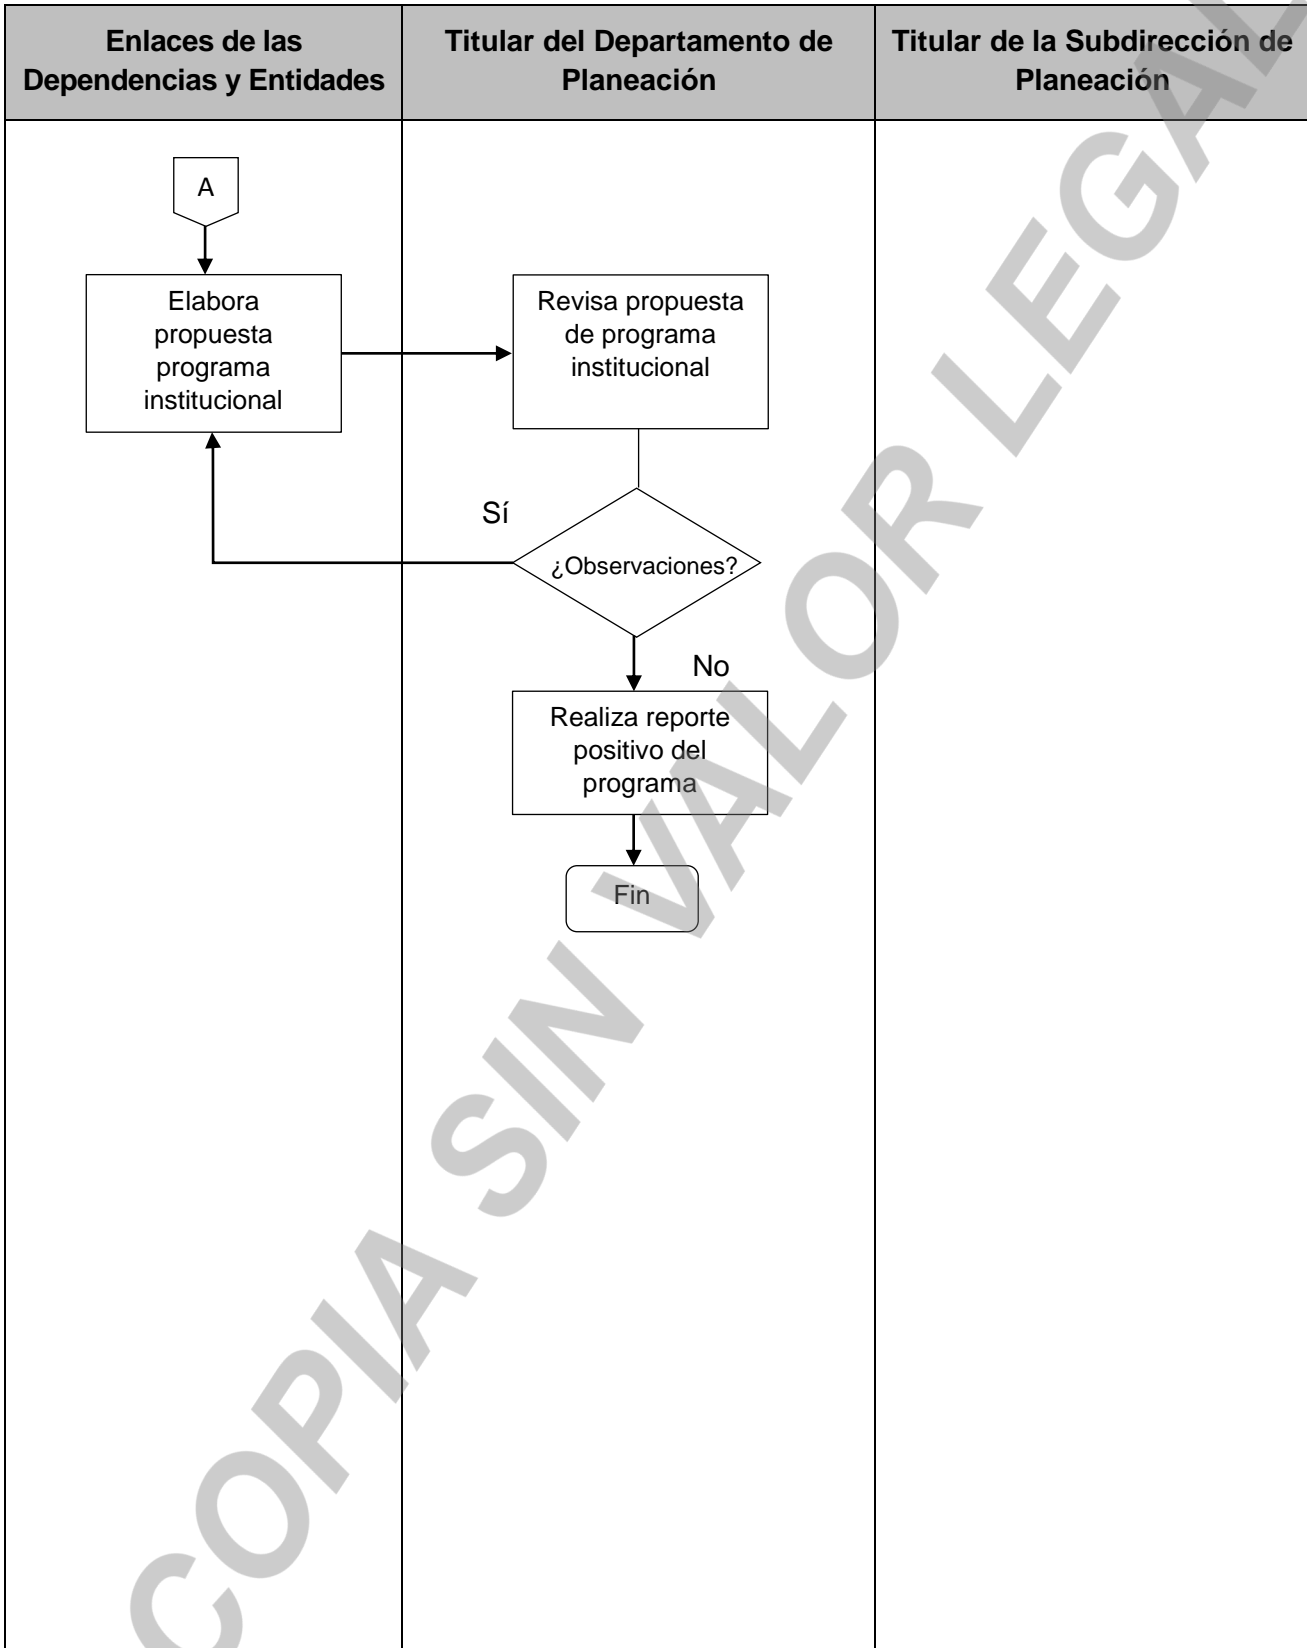 Enlaces de las
Dependencias y Entidades
Titular del Departamento de
Planeación
Titular de la Subdirección de
Planeación
A
Elabora
propuesta
programa
institucional
Revisa propuesta
de programa
institucional
Sí
¿Observaciones?
No
Realiza reporte
positivo del
programa
Fin
COPIA SIN VALOR LEGAL